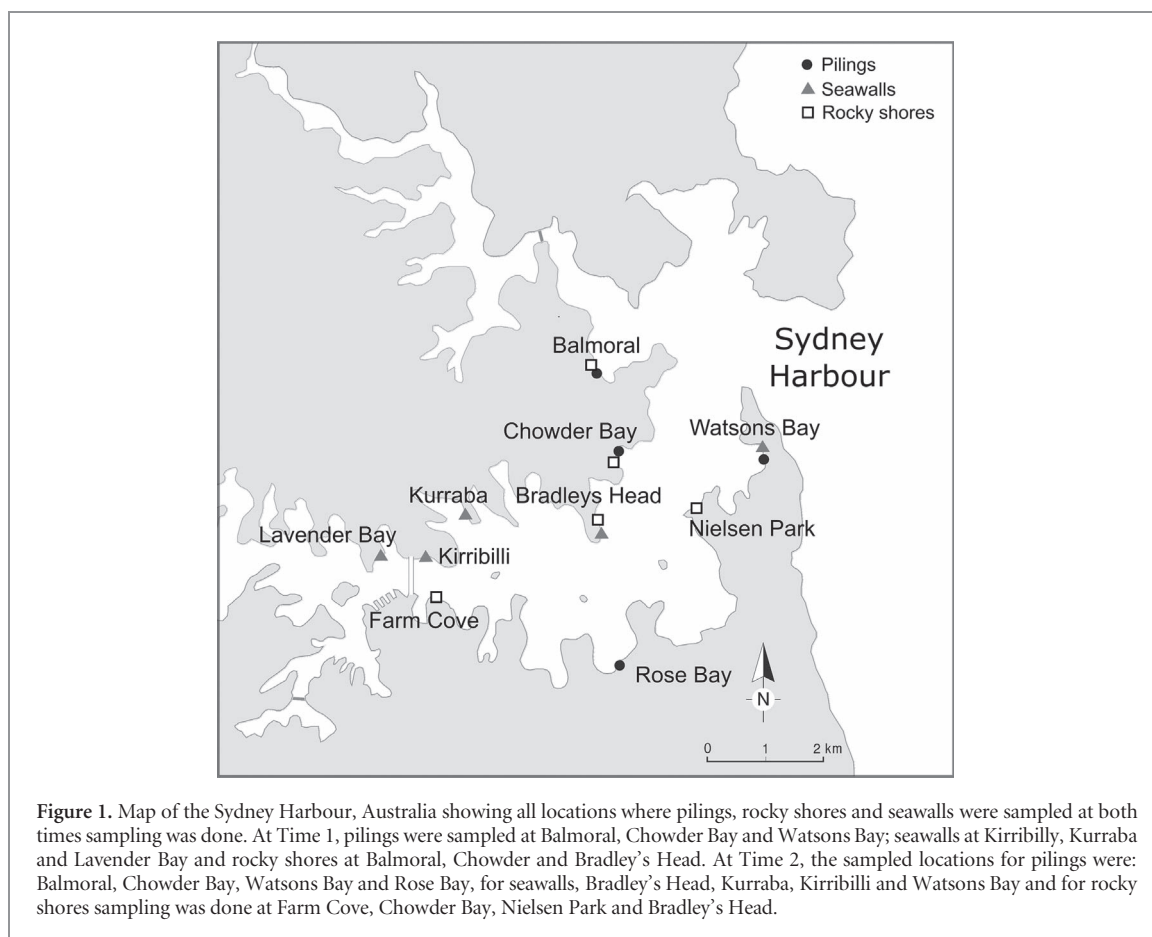 Pilings
Seawalls
Rocky shores
Balmoral
Sydney
Harbour
Chowder Bay
Watsons Bay
Kurraba
Bradleys Head
Nielsen Park
Lavender Bay
Kirribilli
Farm Cove
Rose Bay
N
0 1 2 km
Figure 1. Map of the Sydney Harbour, Australia showing all locations where pilings, rocky shores and seawalls were sampled at both
times sampling was done. At Time 1, pilings were sampled at Balmoral, Chowder Bay and Watsons Bay; seawalls at Kirribilly, Kurraba
and Lavender Bay and rocky shores at Balmoral, Chowder and Bradley's Head. At Time 2, the sampled locations for pilings were:
Balmoral, Chowder Bay, Watsons Bay and Rose Bay, for seawalls, Bradley's Head, Kurraba, Kirribilli and Watsons Bay and for rocky
shores sampling was done at Farm Cove, Chowder Bay, Nielsen Park and Bradley's Head.